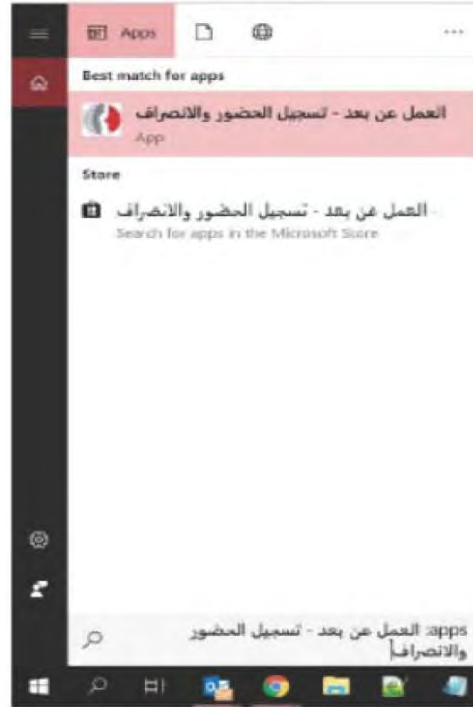 Apps
Best match for apps
العمل عن بعد - تسجيل الحضور والانصراف
App
Store
العمل عن بعد - تسجيل الحضور والانصراف -
Search for apps in the Microsoft Store
apps: العمل عن بعد - تسجيل الحضور
والانصراف